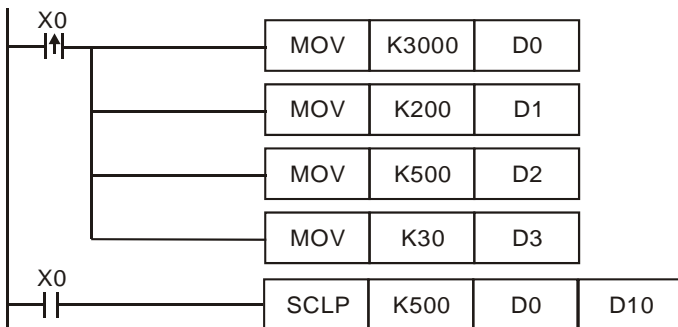 X0
MOV K3000 D0
MOV K200 D1
MOV K500 D2
MOV K30 D3
X0
SCLP K500 D0 D10